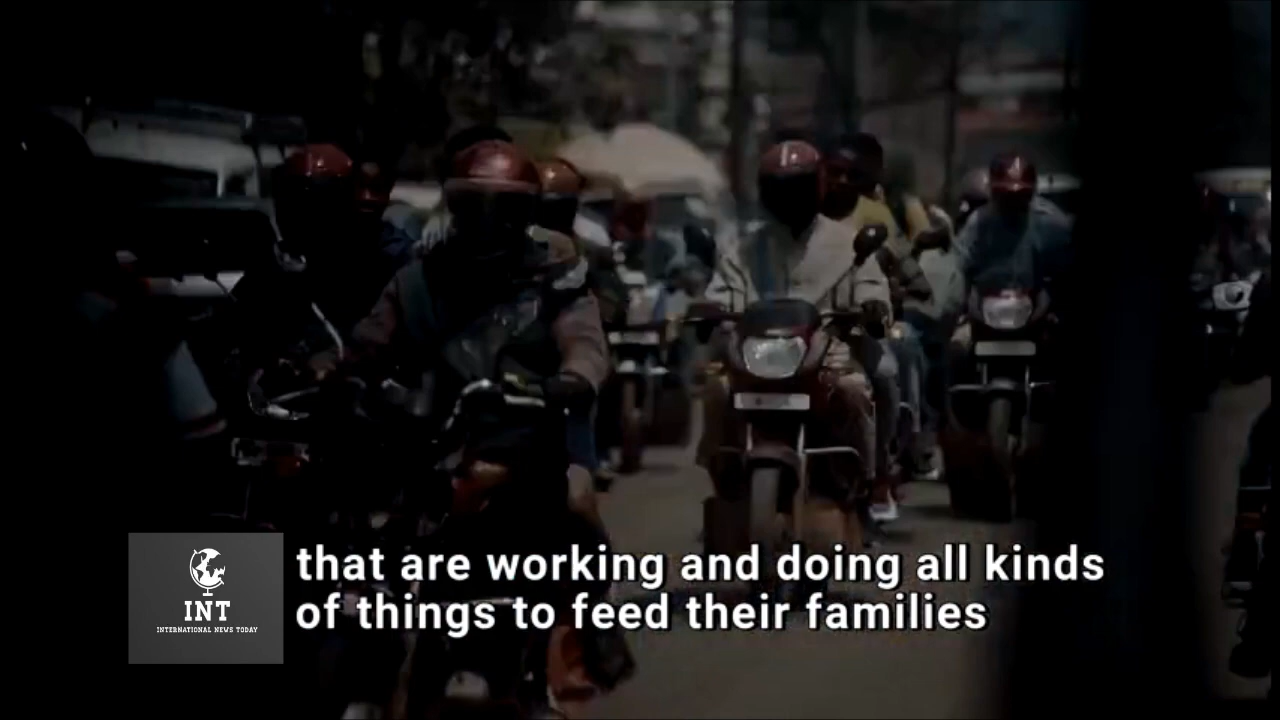 INT
INTERNATIONAL NEWS TODAY
that are working and doing all kinds
of things to feed their families